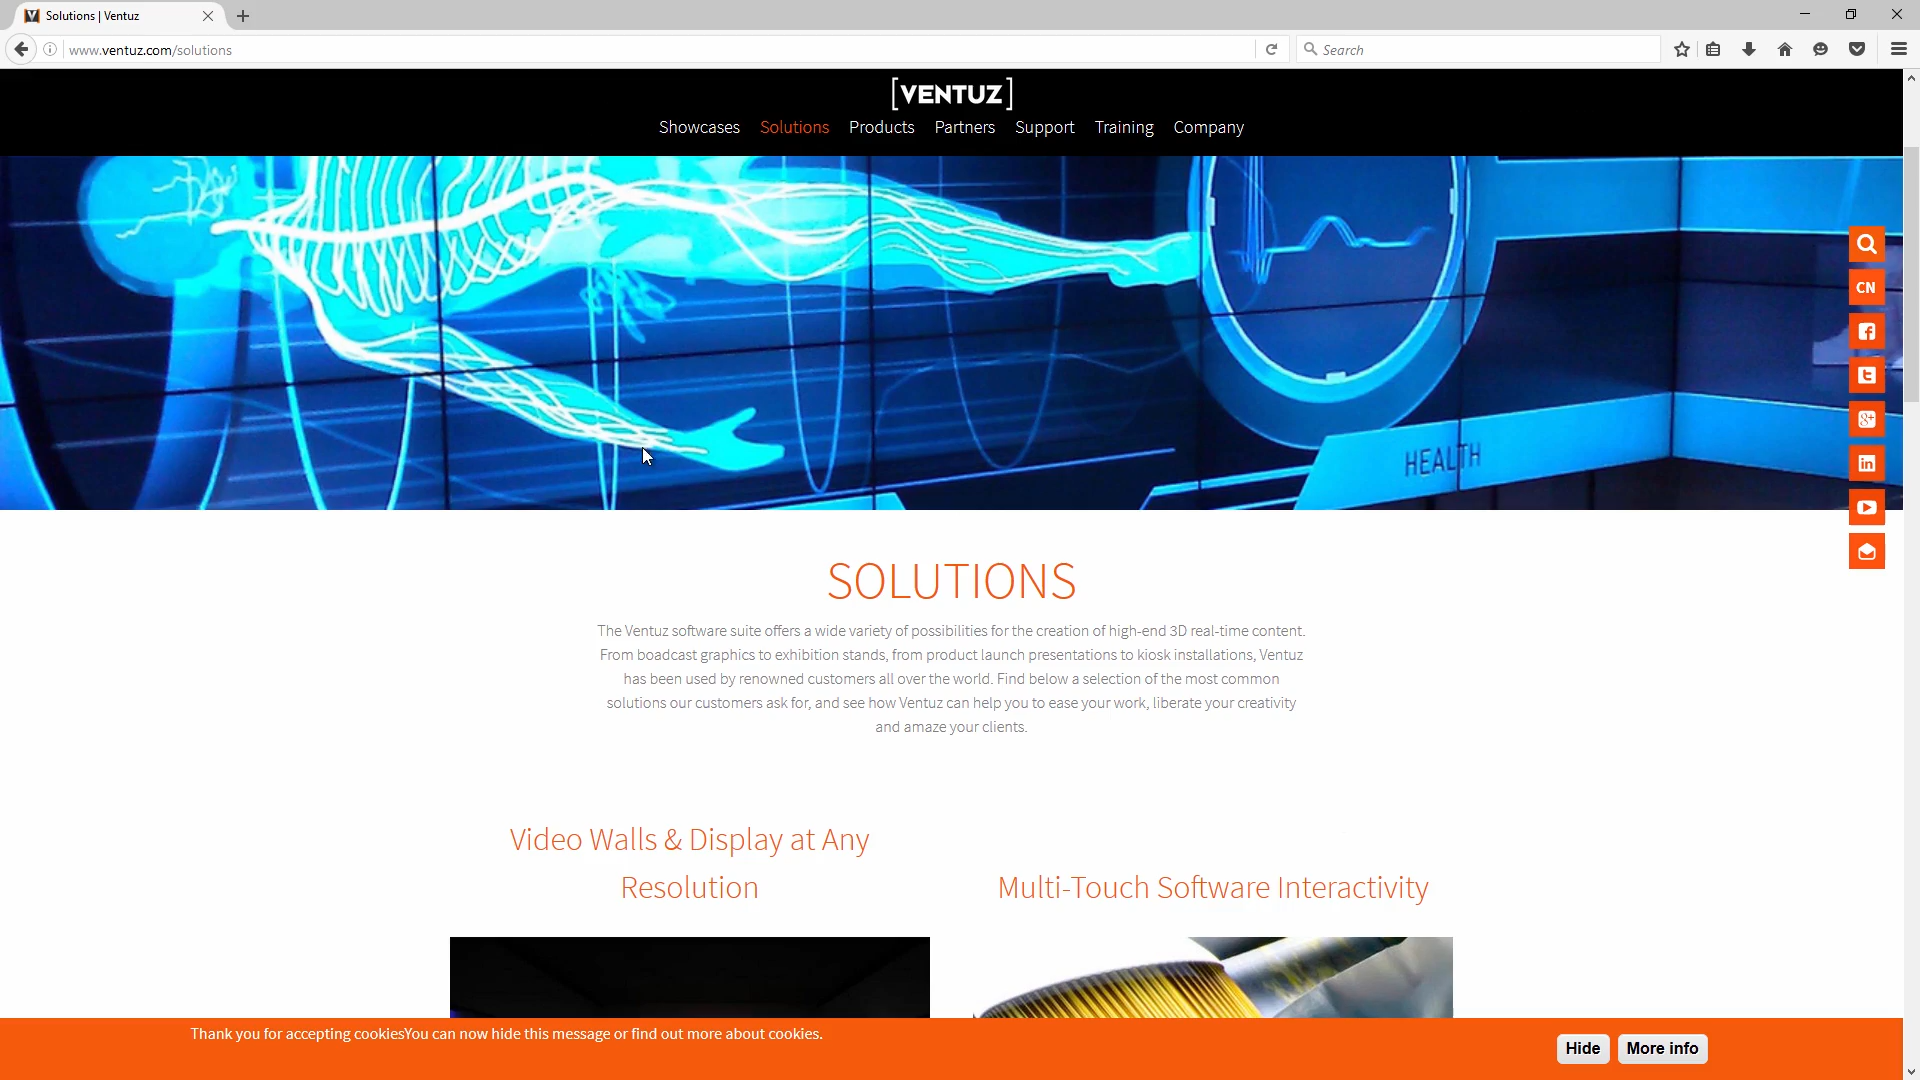 Solutions | Ventuz
www.ventuz.com/solutions
Search
[VENTUZ]
Showcases Solutions Products Partners Support Training Company
HEALTH
CN
SOLUTIONS
The Ventuz software suite offers a wide variety of possibilities for the creation of high-end 3D real-time content.
From boadcast graphics to exhibition stands, from product launch presentations to kiosk installations, Ventuz
has been used by renowned customers all over the world. Find below a selection of the most common
solutions our customers ask for, and see how Ventuz can help you to ease your work, liberate your creativity
and amaze your clients.
Video Walls & Display at Any
Resolution
Multi-Touch Software Interactivity
Thank you for accepting cookiesYou can now hide this message or find out more about cookies.
Hide
More info